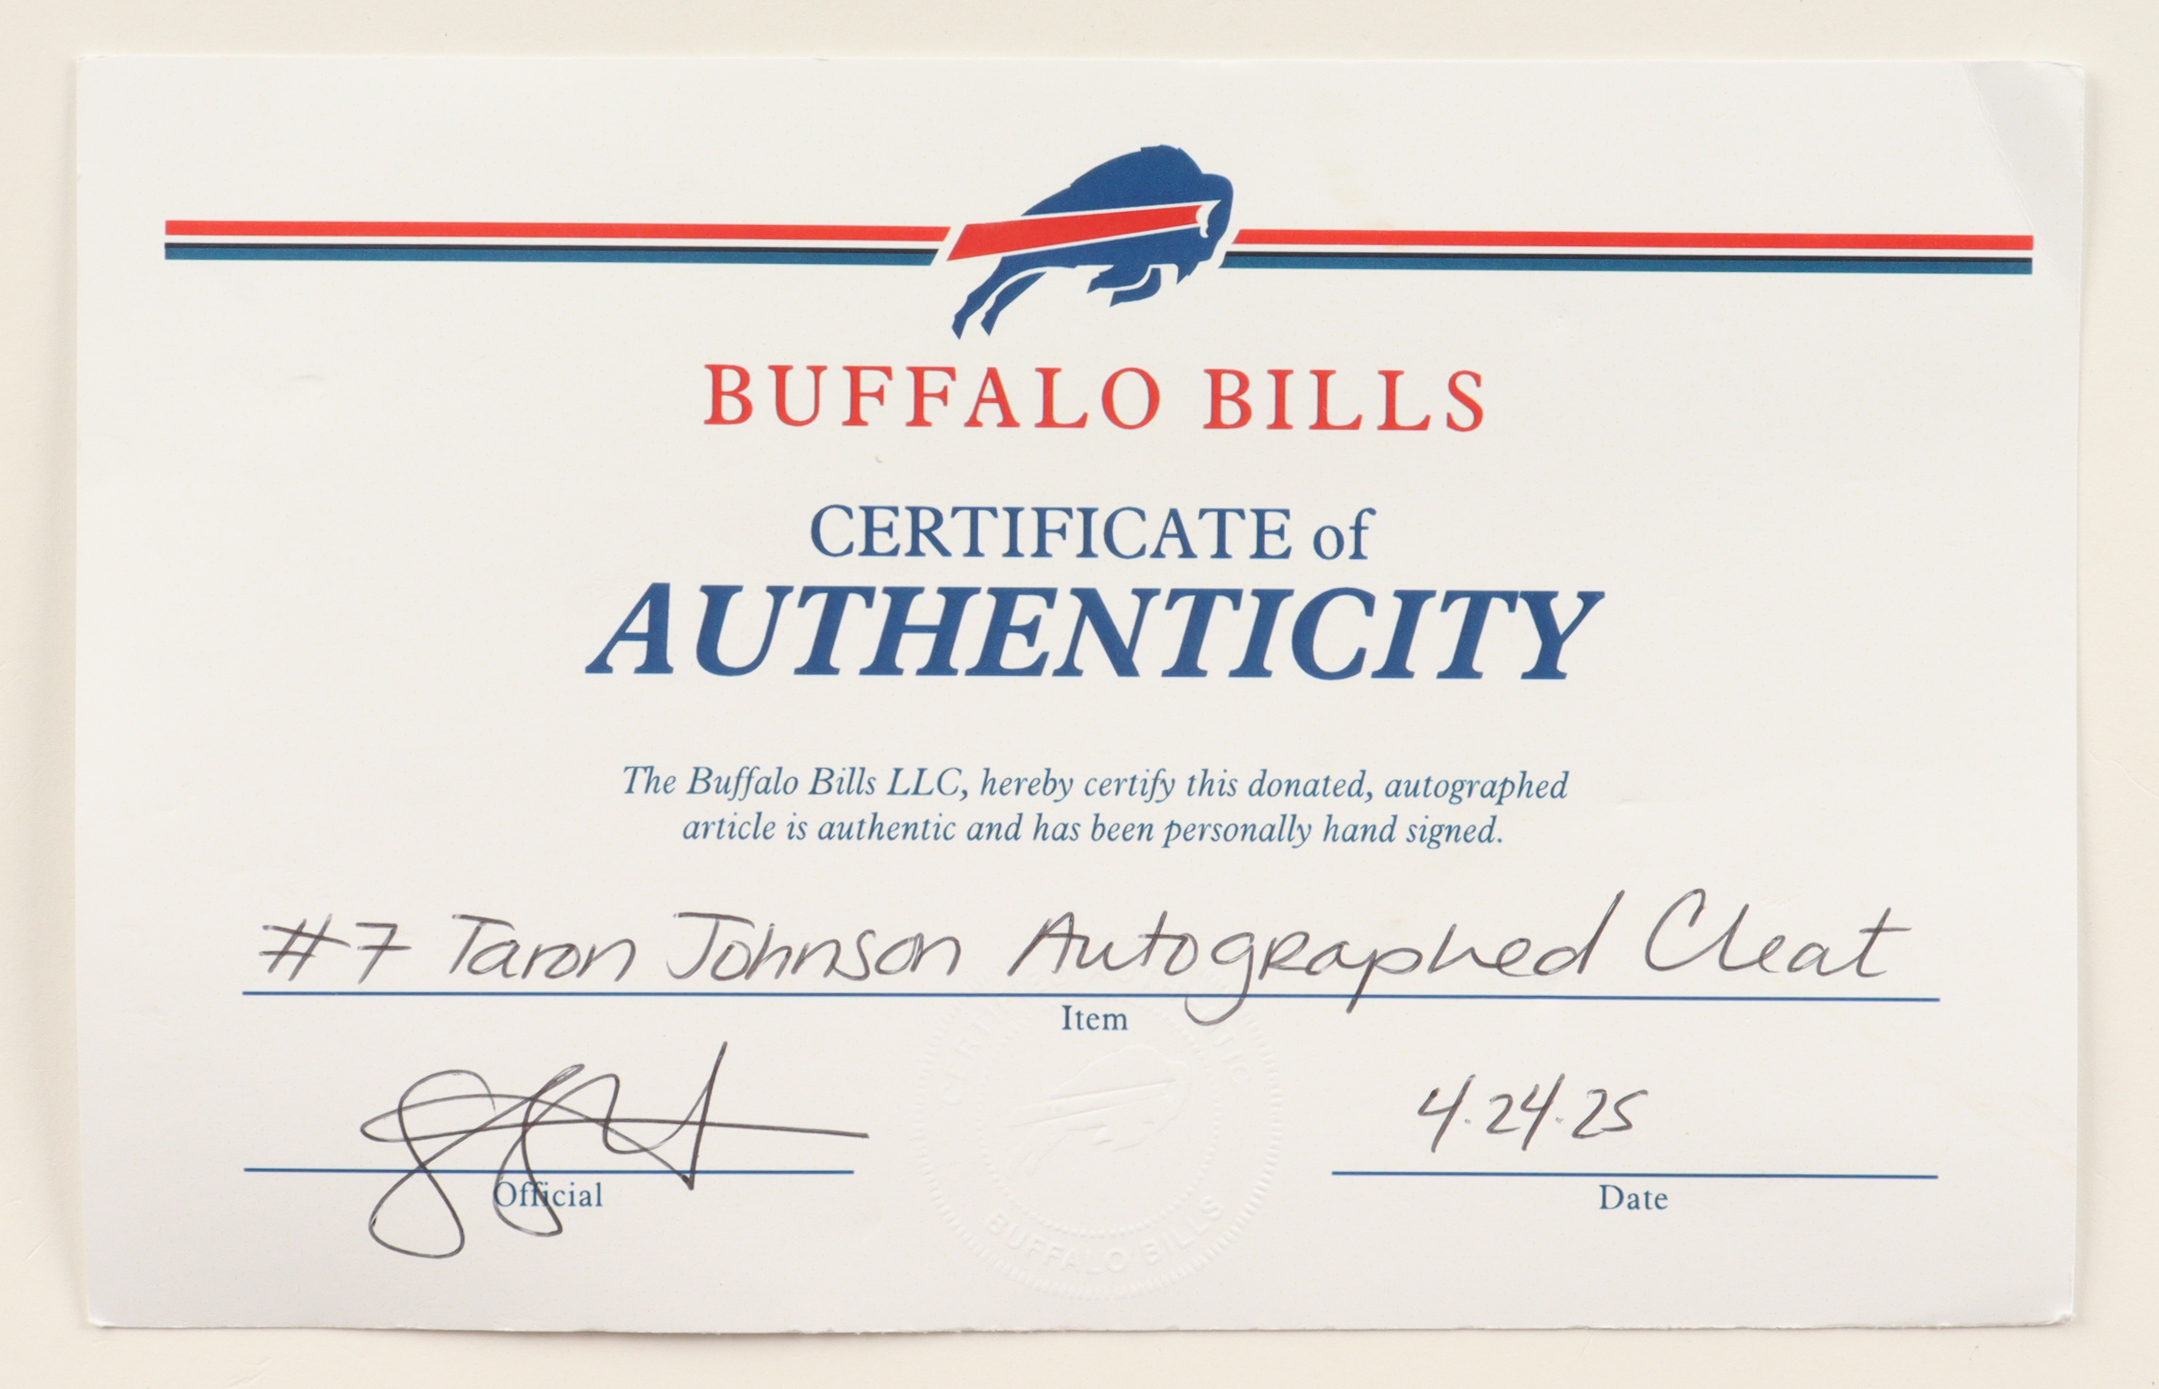 BUFFALO BILLS
CERTIFICATE of
AUTHENTICITY
The Buffalo Bills LLC, hereby certify this donated, autographed
article is authentic and has been personally hand signed.
#7 Taron Johnson Autographed Cleat
Item
4.24.25
Official
Date
BUFFALO BILLS